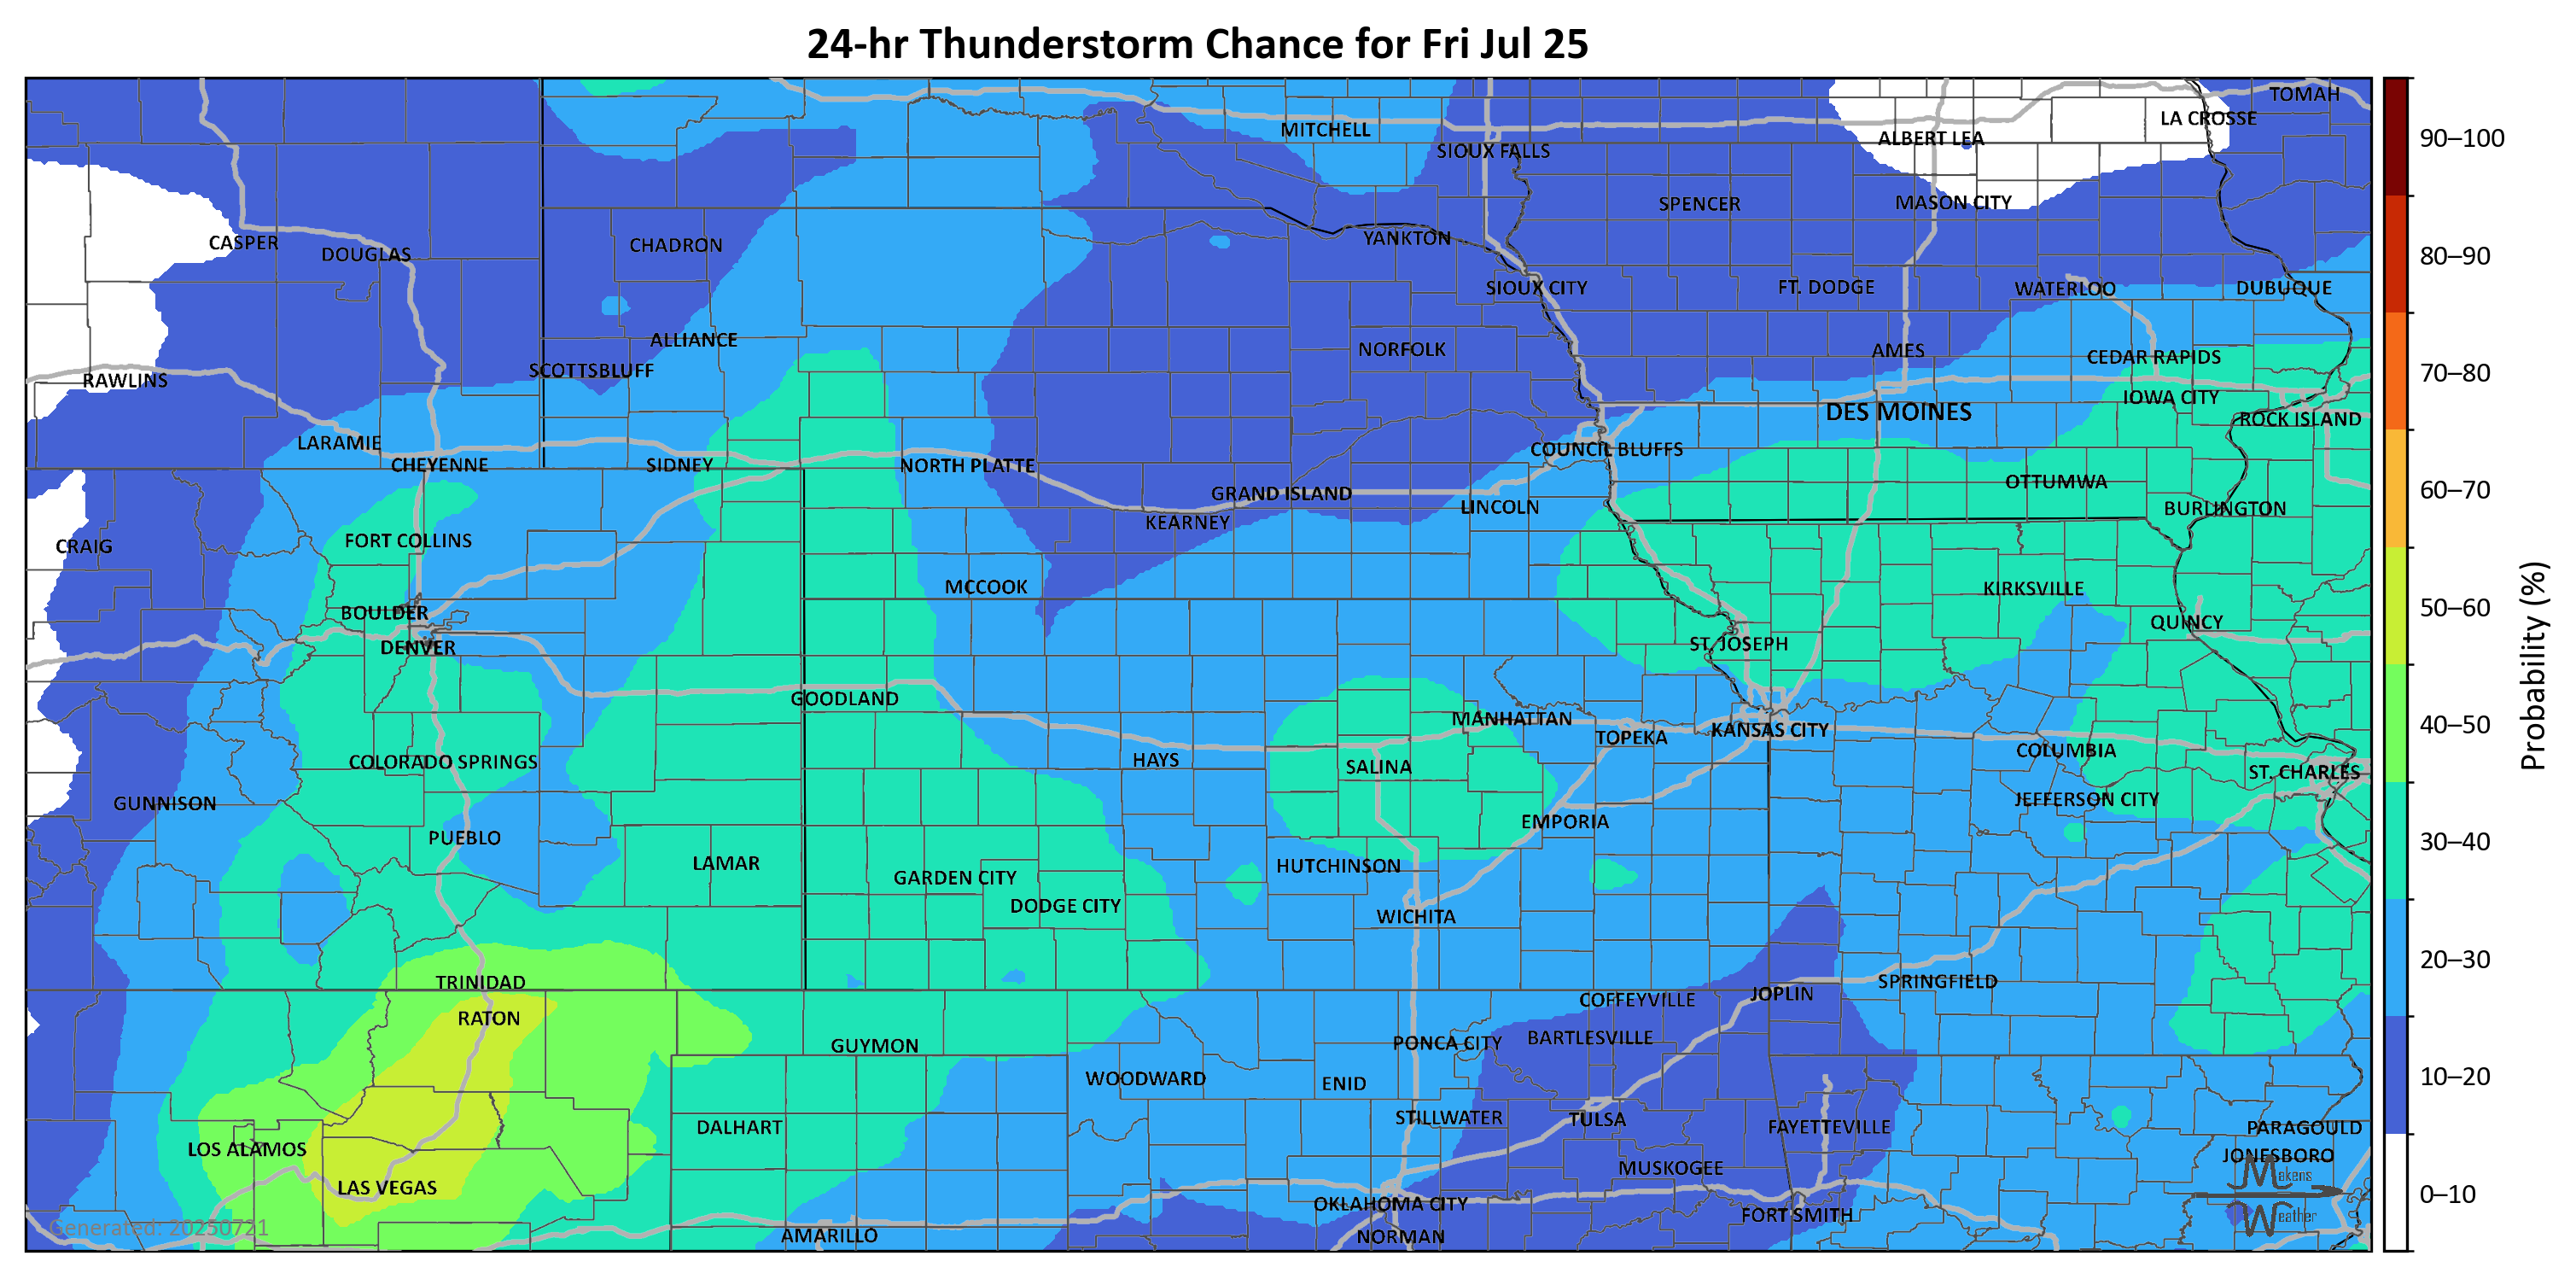 24-hr Thunderstorm Chance for Fri Jul 25
TOMAH
LA CROSSE
MITCHELL
ALBERT LEA
SIOUX FALLS
SPENCER
MASON CITY
CASPER
DOUGLAS
CHADRON
YANKTON
SIOUX CITY
FT. DODGE
WATERLOO
DUBUQUE
ALLIANCE
NORFOLK
AMES
CEDAR RAPIDS
RAWLINS
SCOTTSBLUFF
IOWA CITY
DES MOINES
ROCK ISLAND
LARAMIE
COUNCIL BLUFFS
CHEYENNE
SIDNEY
NORTH PLATTE
OTTUMWA
GRAND ISLAND
LINCOLN
BURLINGTON
KEARNEY
CRAIG
FORT COLLINS
MCCOOK
KIRKSVILLE
BOULDER
QUINCY
DENVER
ST. JOSEPH
GOODLAND
MANHATTAN
KANSAS CITY
TOPEKA
COLUMBIA
COLORADO SPRINGS
HAYS
SALINA
ST. CHARLES
GUNNISON
JEFFERSON CITY
EMPORIA
PUEBLO
LAMAR
HUTCHINSON
GARDEN CITY
DODGE CITY
WICHITA
TRINIDAD
SPRINGFIELD
JOPLIN
COFFEYVILLE
RATON
BARTLESVILLE
GUYMON
PONCA CITY
WOODWARD
ENID
STILLWATER
TULSA
DALHART
FAYETTEVILLE
PARAGOULD
LOS ALAMOS
JONESBORO
MUSKOGEE
LAS VEGAS
OKLAHOMA CITY
FORT SMITH
AMARILLO
NORMAN
Generated: 20250721
Makens
Weather
90–100
80–90
70–80
60–70
50–60
40–50
30–40
20–30
10–20
0–10
Probability (%)